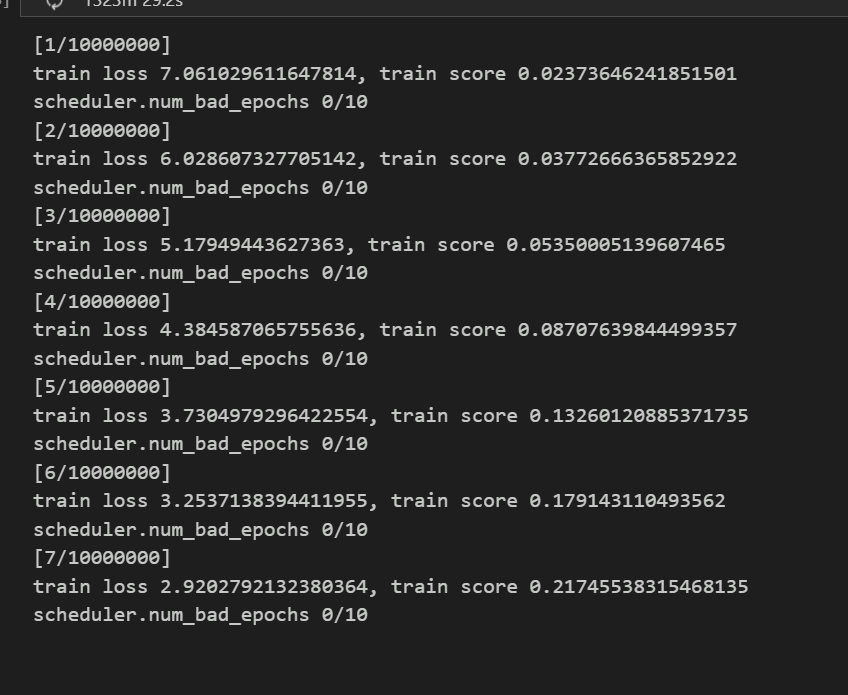 [1/10000000]
train loss 7.061029611647814, train score 0.02373646241851501
scheduler.num_bad_epochs 0/10
[2/10000000]
train loss 6.028607327705142, train score 0.03772666365852922
scheduler.num_bad_epochs 0/10
[3/10000000]
train loss 5.17949443627363, train score 0.05350005139607465
scheduler.num_bad_epochs 0/10
[4/10000000]
train loss 4.384587065755636, train score 0.08707639844499357
scheduler.num_bad_epochs 0/10
[5/10000000]
train loss 3.7304979296422554, train score 0.13260120885371735
scheduler.num_bad_epochs 0/10
[6/10000000]
train loss 3.2537138394411955, train score 0.179143110493562
scheduler.num_bad_epochs 0/10
[7/10000000]
train loss 2.9202792132380364, train score 0.21745538315468135
scheduler.num_bad_epochs 0/10